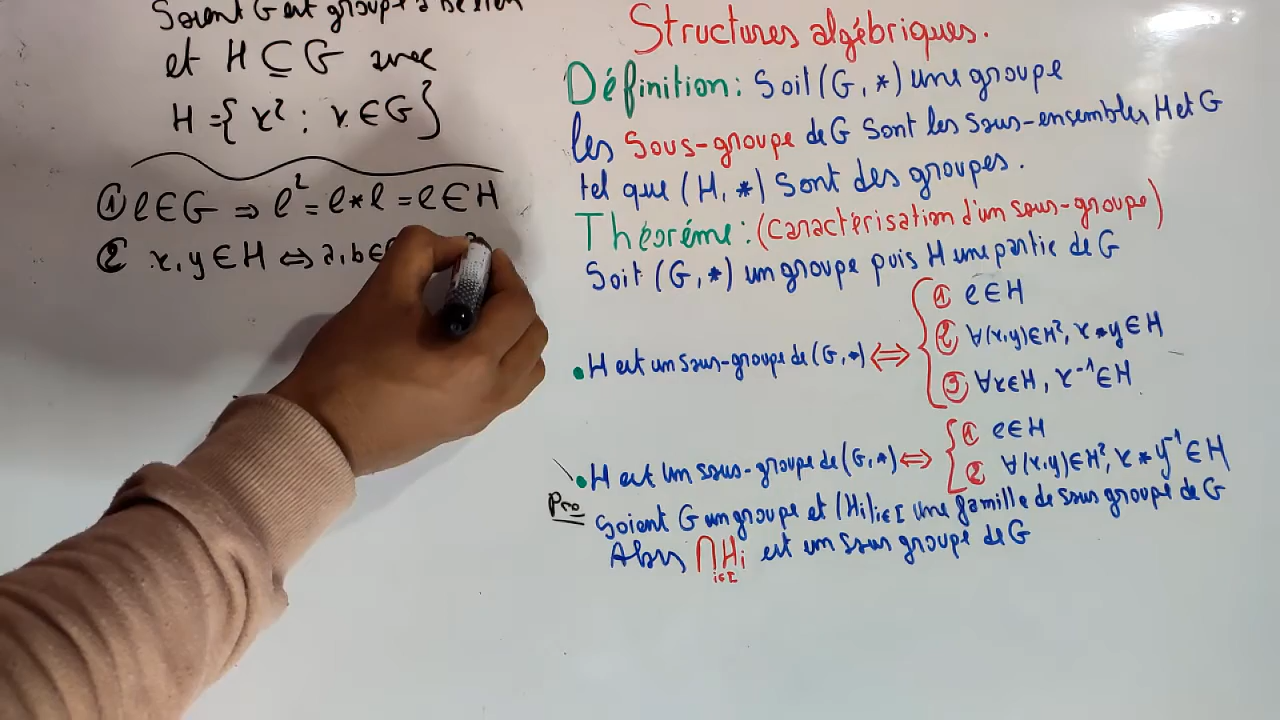 Soient G est groupe
et H ⊆ G avec
H = { x² : x ∈ G }
① e ∈ G ⇒ e² = e * e = e ∈ H
② x, y ∈ H ⇔ a, b ∈
Structures algébriques.
Définition : Soit (G, *) une groupe
les Sous-groupe de G sont les sous-ensembles H et G
tel que (H, *) sont des groupes.
Théoréme : (caractérisation d'un sous-groupe)
Soit (G, *) un groupe puis H une partie de G
① e ∈ H
② ∀(x,y) ∈ H², x * y ∈ H
• H est un sous-groupe de (G, *) ⇔
③ ∀x ∈ H, x⁻¹ ∈ H
① e ∈ H
• H est un sous-groupe de (G, *) ⇔ ② ∀(x,y) ∈ H², x * y⁻¹ ∈ H
Pro
Soient G un groupe et (Hi)i∈I une famille de sous groupe de G
Alors ⋂ Hi est un sous groupe de G
i∈I